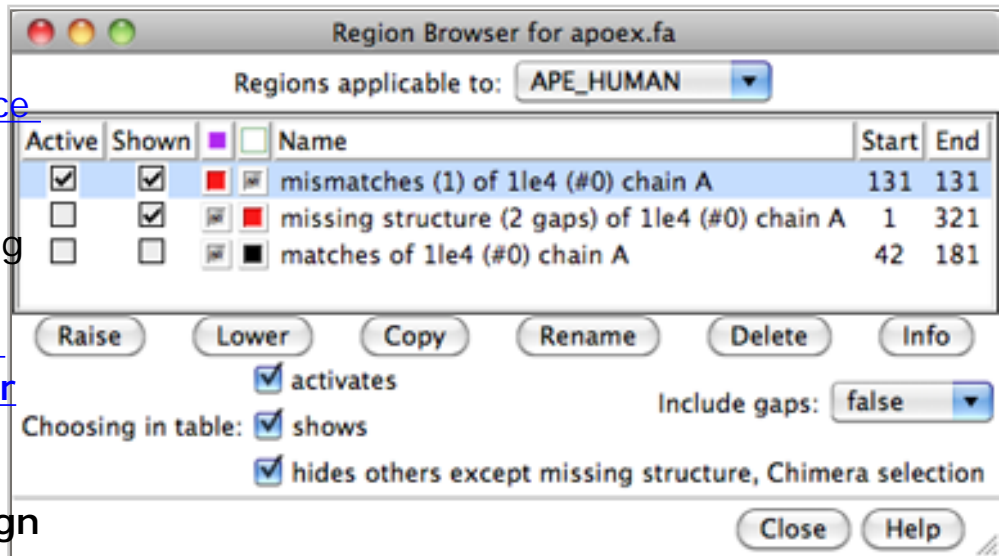 Region Browser for apoex.fa
Regions applicable to: APE_HUMAN
ce
Active Shown Name Start End
mismatches (1) of 1le4 (#0) chain A 131 131
missing structure (2 gaps) of 1le4 (#0) chain A 1 321
g
matches of 1le4 (#0) chain A 42 181
Raise Lower Copy Rename Delete Info
activates
r
Include gaps: false
Choosing in table: shows
hides others except missing structure, Chimera selection
gn
Close Help